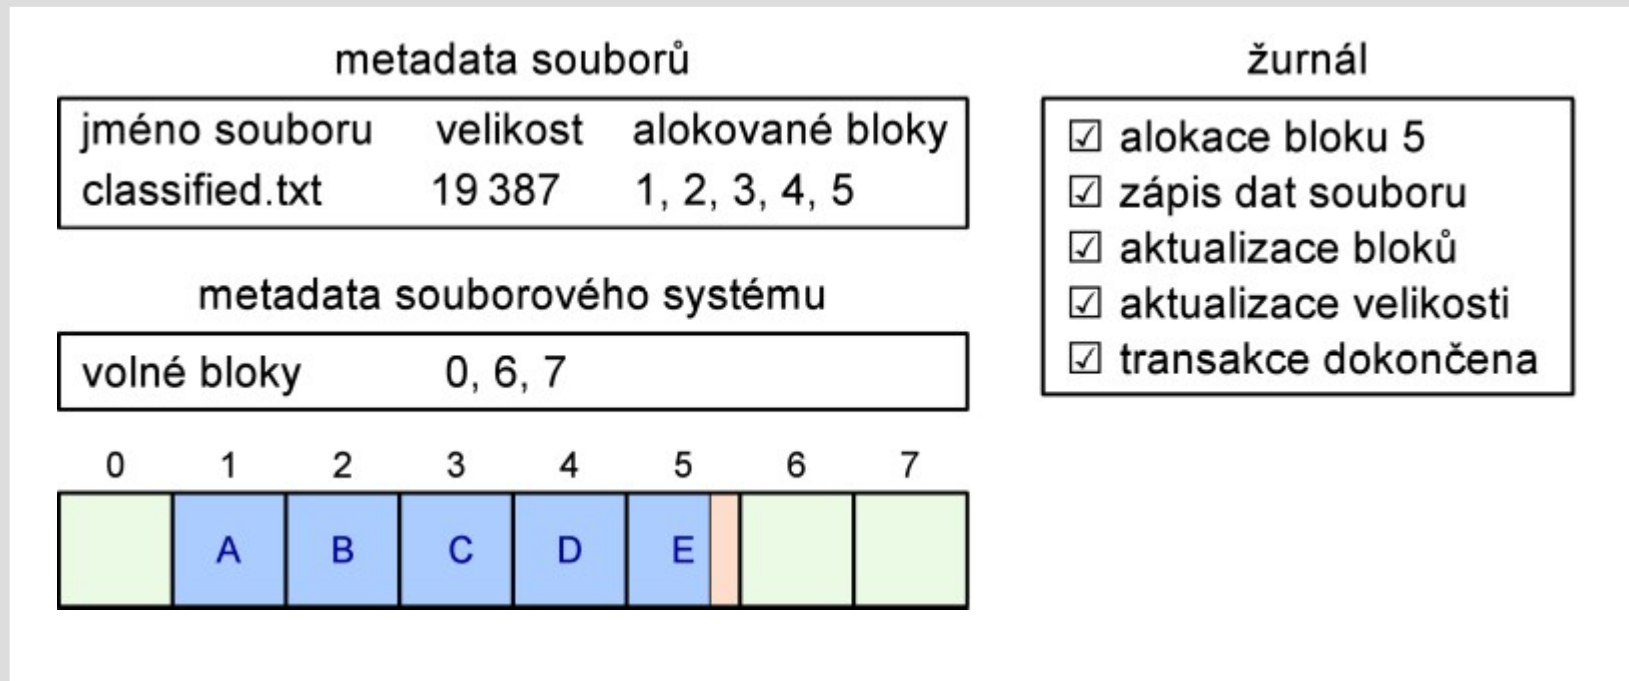 metadata souborů
jméno souboru velikost alokované bloky
classified.txt 19 387 1, 2, 3, 4, 5
metadata souborového systému
volné bloky 0, 6, 7
0 1 2 3 4 5 6 7
A B C D E
žurnál
☑ alokace bloku 5
☑ zápis dat souboru
☑ aktualizace bloků
☑ aktualizace velikosti
☑ transakce dokončena